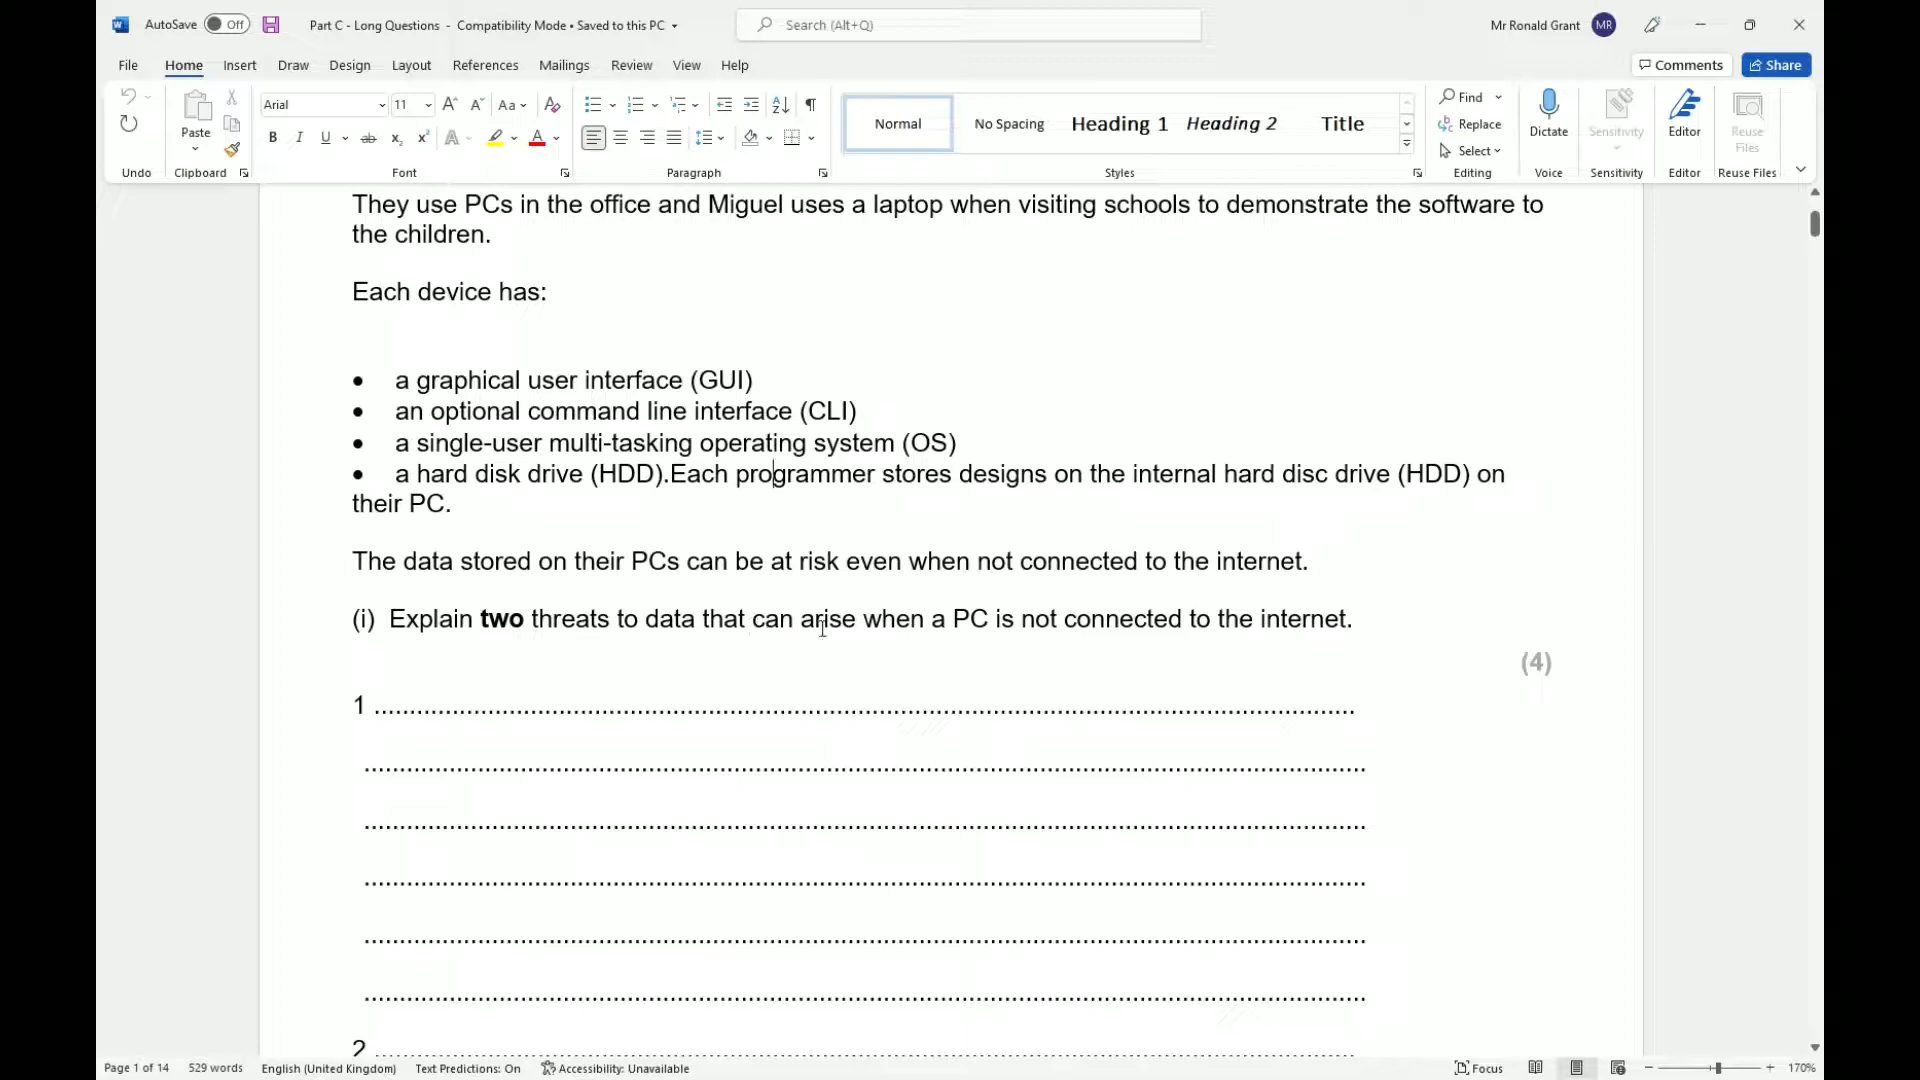 AutoSave Off Part C - Long Questions - Compatibility Mode • Saved to this PC Search (Alt+Q) Mr Ronald Grant MR
File Home Insert Draw Design Layout References Mailings Review View Help Comments Share
Arial 11 Aa Find
Paste Normal No Spacing Heading 1 Heading 2 Title Replace Dictate Sensitivity Editor Reuse Files
B I U ab x₂ x² A A Select
Undo Clipboard Font Paragraph Styles Editing Voice Sensitivity Editor Reuse Files
They use PCs in the office and Miguel uses a laptop when visiting schools to demonstrate the software to
the children.
Each device has:
• a graphical user interface (GUI)
• an optional command line interface (CLI)
• a single-user multi-tasking operating system (OS)
• a hard disk drive (HDD).Each programmer stores designs on the internal hard disc drive (HDD) on
their PC.
The data stored on their PCs can be at risk even when not connected to the internet.
(i) Explain two threats to data that can arise when a PC is not connected to the internet.
(4)
1 ....................................................................................
....................................................................................
....................................................................................
....................................................................................
....................................................................................
....................................................................................
2 ....................................................................................
Page 1 of 14 529 words English (United Kingdom) Text Predictions: On Accessibility: Unavailable Focus 170%